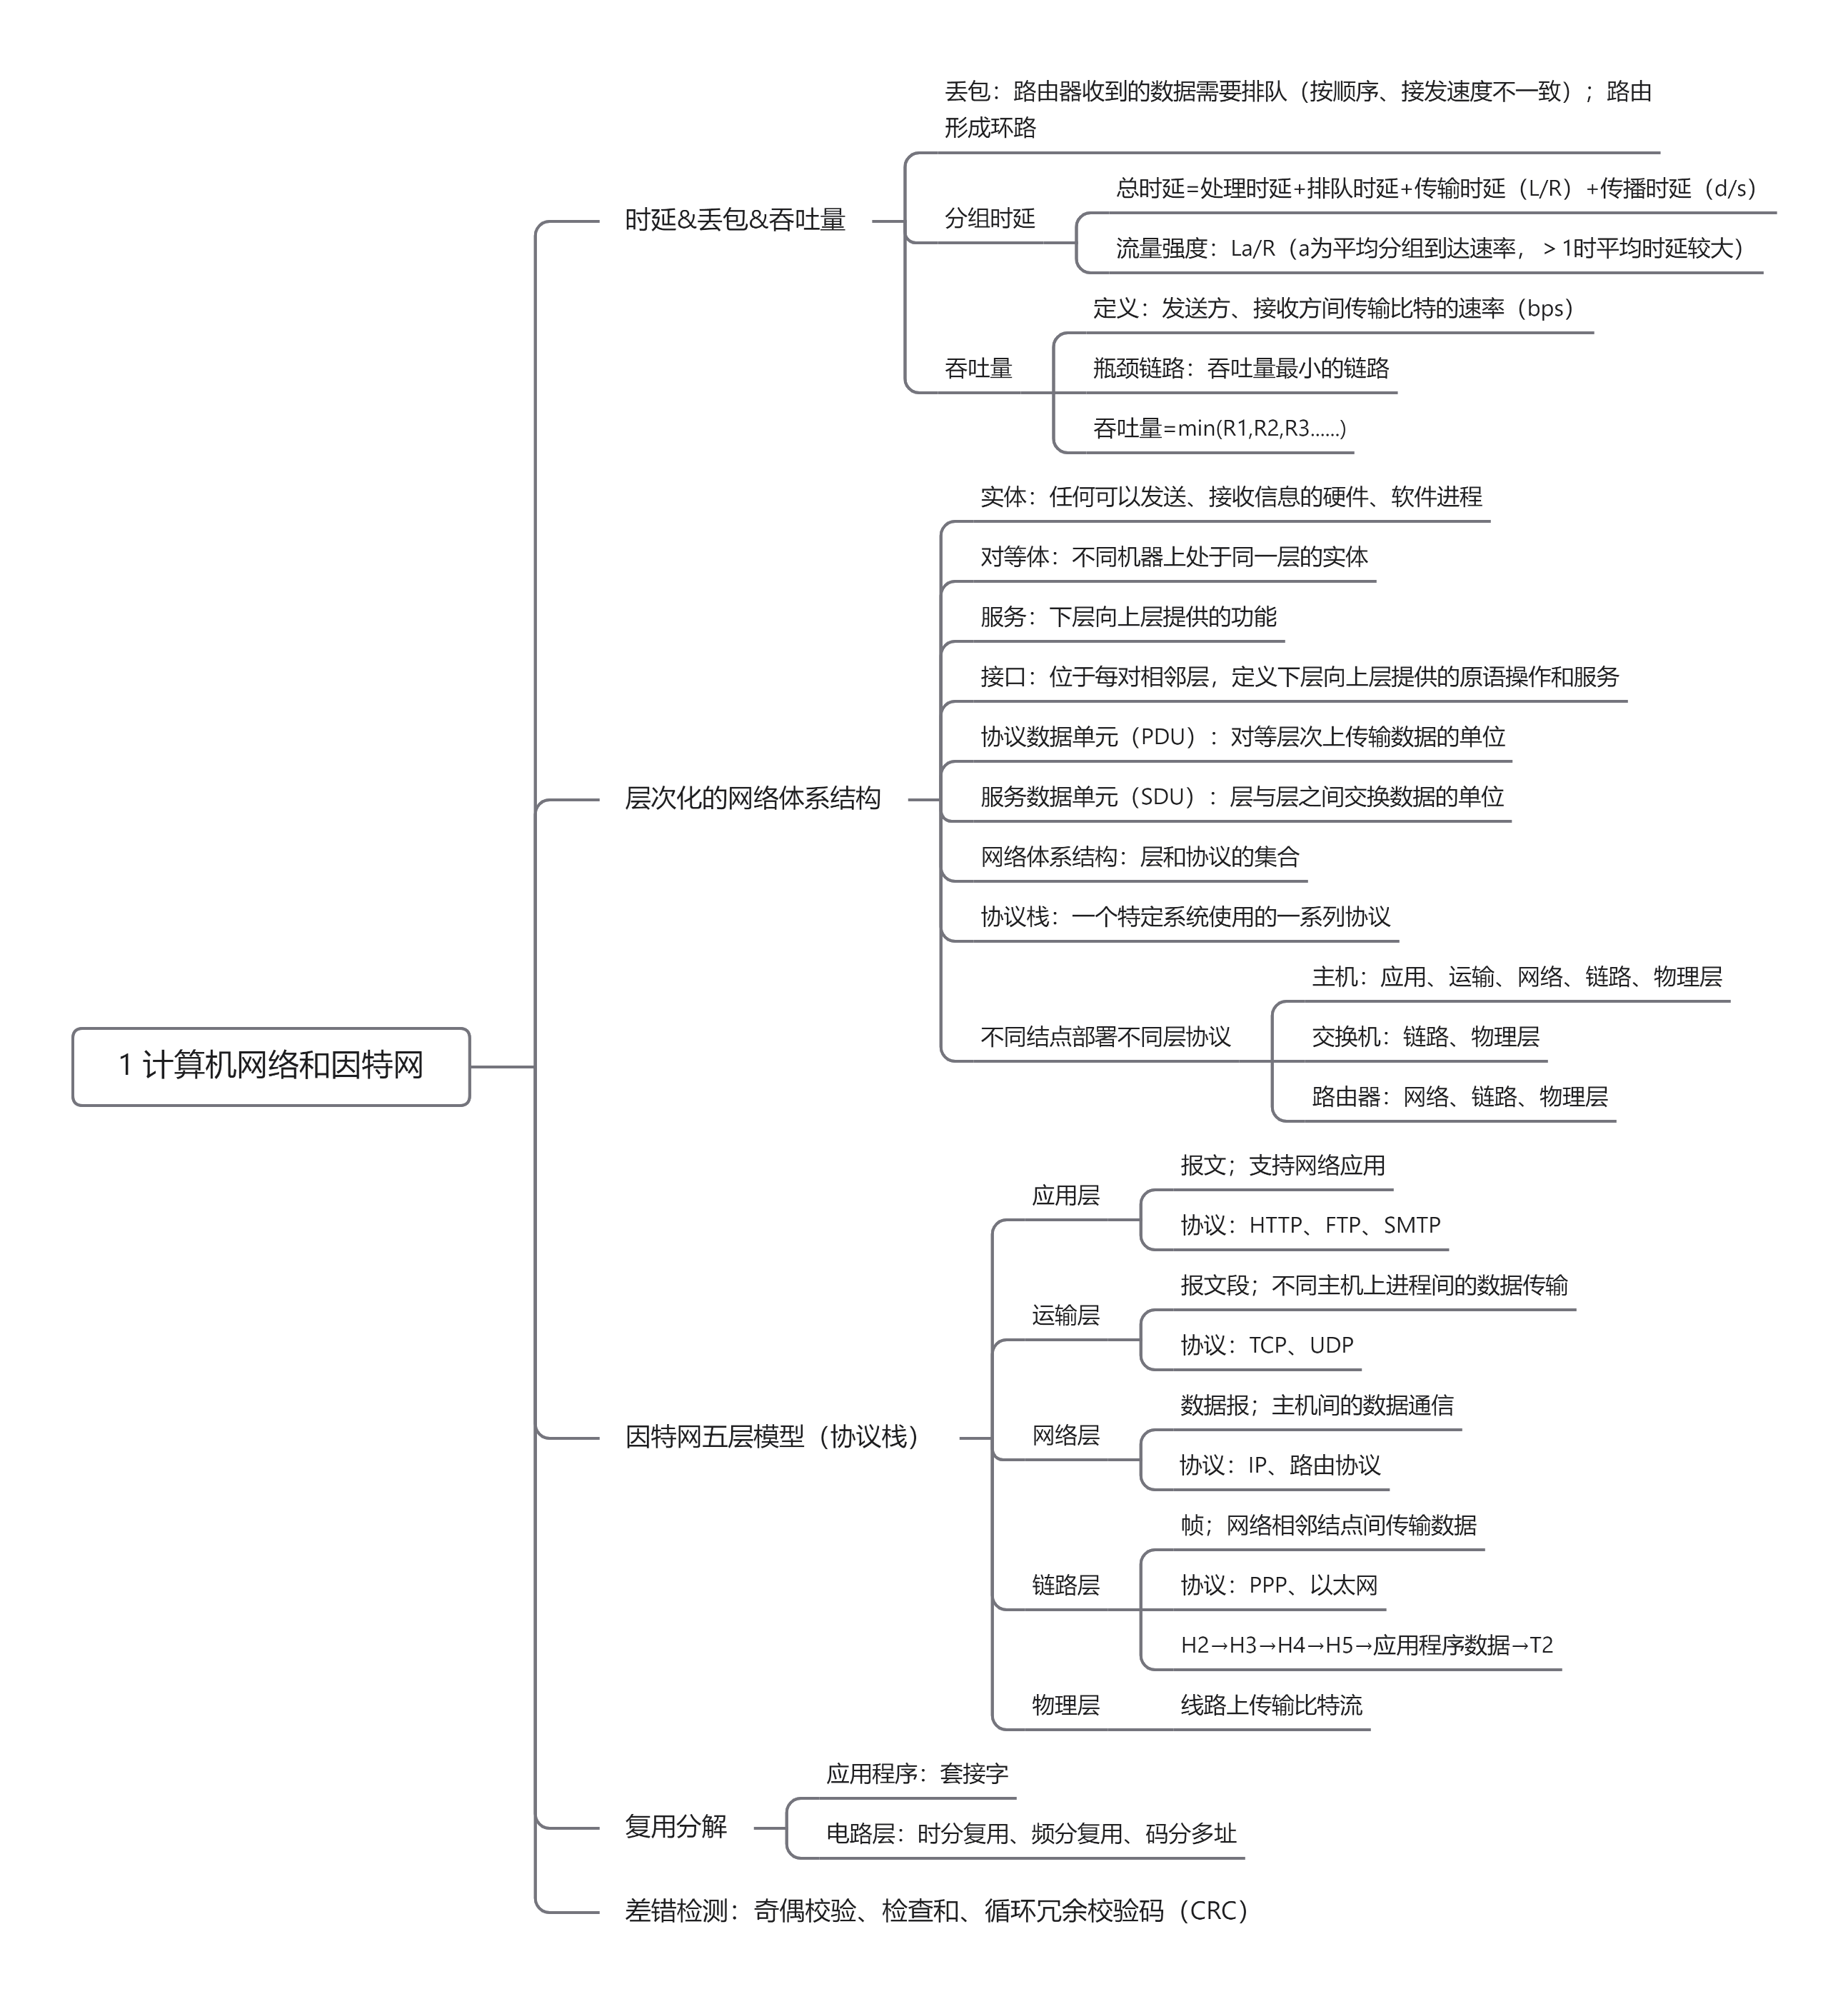 丢包：路由器收到的数据需要排队（按顺序、接发速度不一致）；路由
形成环路
总时延=处理时延+排队时延+传输时延（L/R）+传播时延（d/s）
时延&丢包&吞吐量
分组时延
流量强度：La/R（a为平均分组到达速率，＞1时平均时延较大）
定义：发送方、接收方间传输比特的速率（bps）
吞吐量
瓶颈链路：吞吐量最小的链路
吞吐量=min(R1,R2,R3......)
实体：任何可以发送、接收信息的硬件、软件进程
对等体：不同机器上处于同一层的实体
服务：下层向上层提供的功能
接口：位于每对相邻层，定义下层向上层提供的原语操作和服务
协议数据单元（PDU）：对等层次上传输数据的单位
层次化的网络体系结构
服务数据单元（SDU）：层与层之间交换数据的单位
网络体系结构：层和协议的集合
协议栈：一个特定系统使用的一系列协议
主机：应用、运输、网络、链路、物理层
不同结点部署不同层协议
交换机：链路、物理层
1 计算机网络和因特网
路由器：网络、链路、物理层
报文；支持网络应用
应用层
协议：HTTP、FTP、SMTP
报文段；不同主机上进程间的数据传输
运输层
协议：TCP、UDP
数据报；主机间的数据通信
因特网五层模型（协议栈）
网络层
协议：IP、路由协议
帧；网络相邻结点间传输数据
链路层
协议：PPP、以太网
H2→H3→H4→H5→应用程序数据→T2
物理层
线路上传输比特流
应用程序：套接字
复用分解
电路层：时分复用、频分复用、码分多址
差错检测：奇偶校验、检查和、循环冗余校验码（CRC）